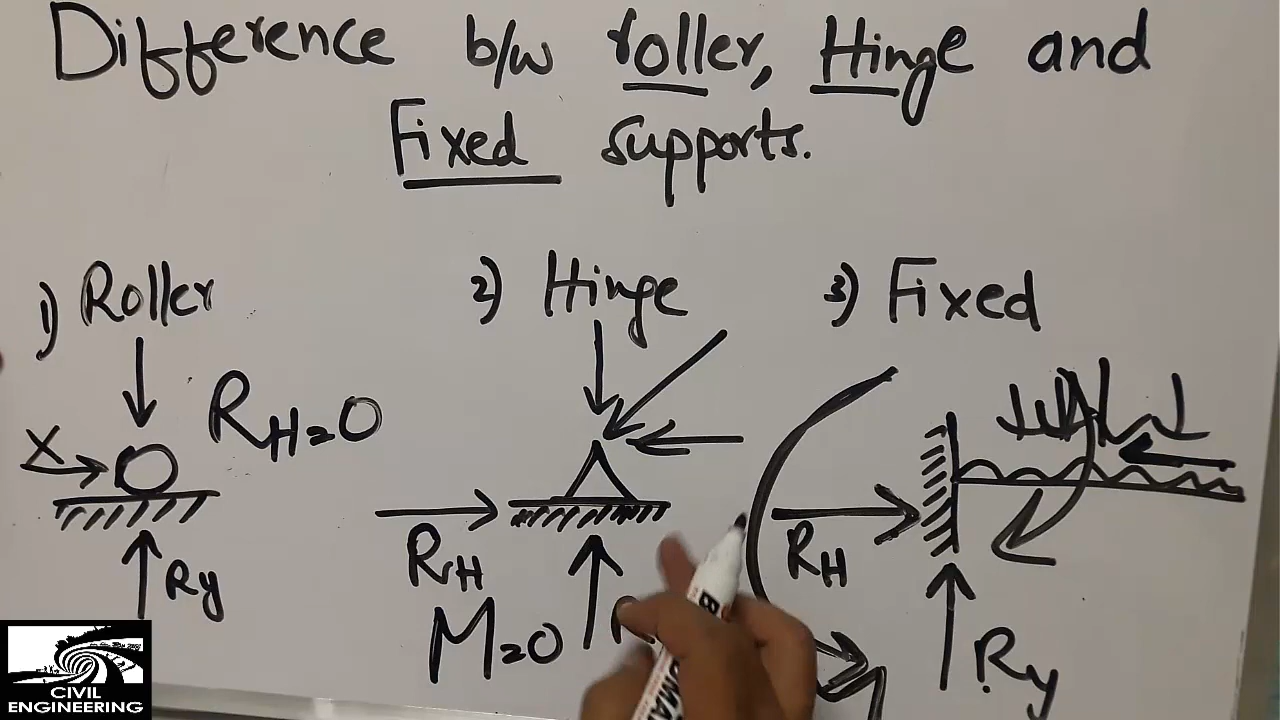 Difference b/w roller, Hinge and
Fixed supports.
1) Roller
2) Hinge
3) Fixed
X
RH=0
Ry
RH
M=0
RH
Ry
CIVIL
ENGINEERING